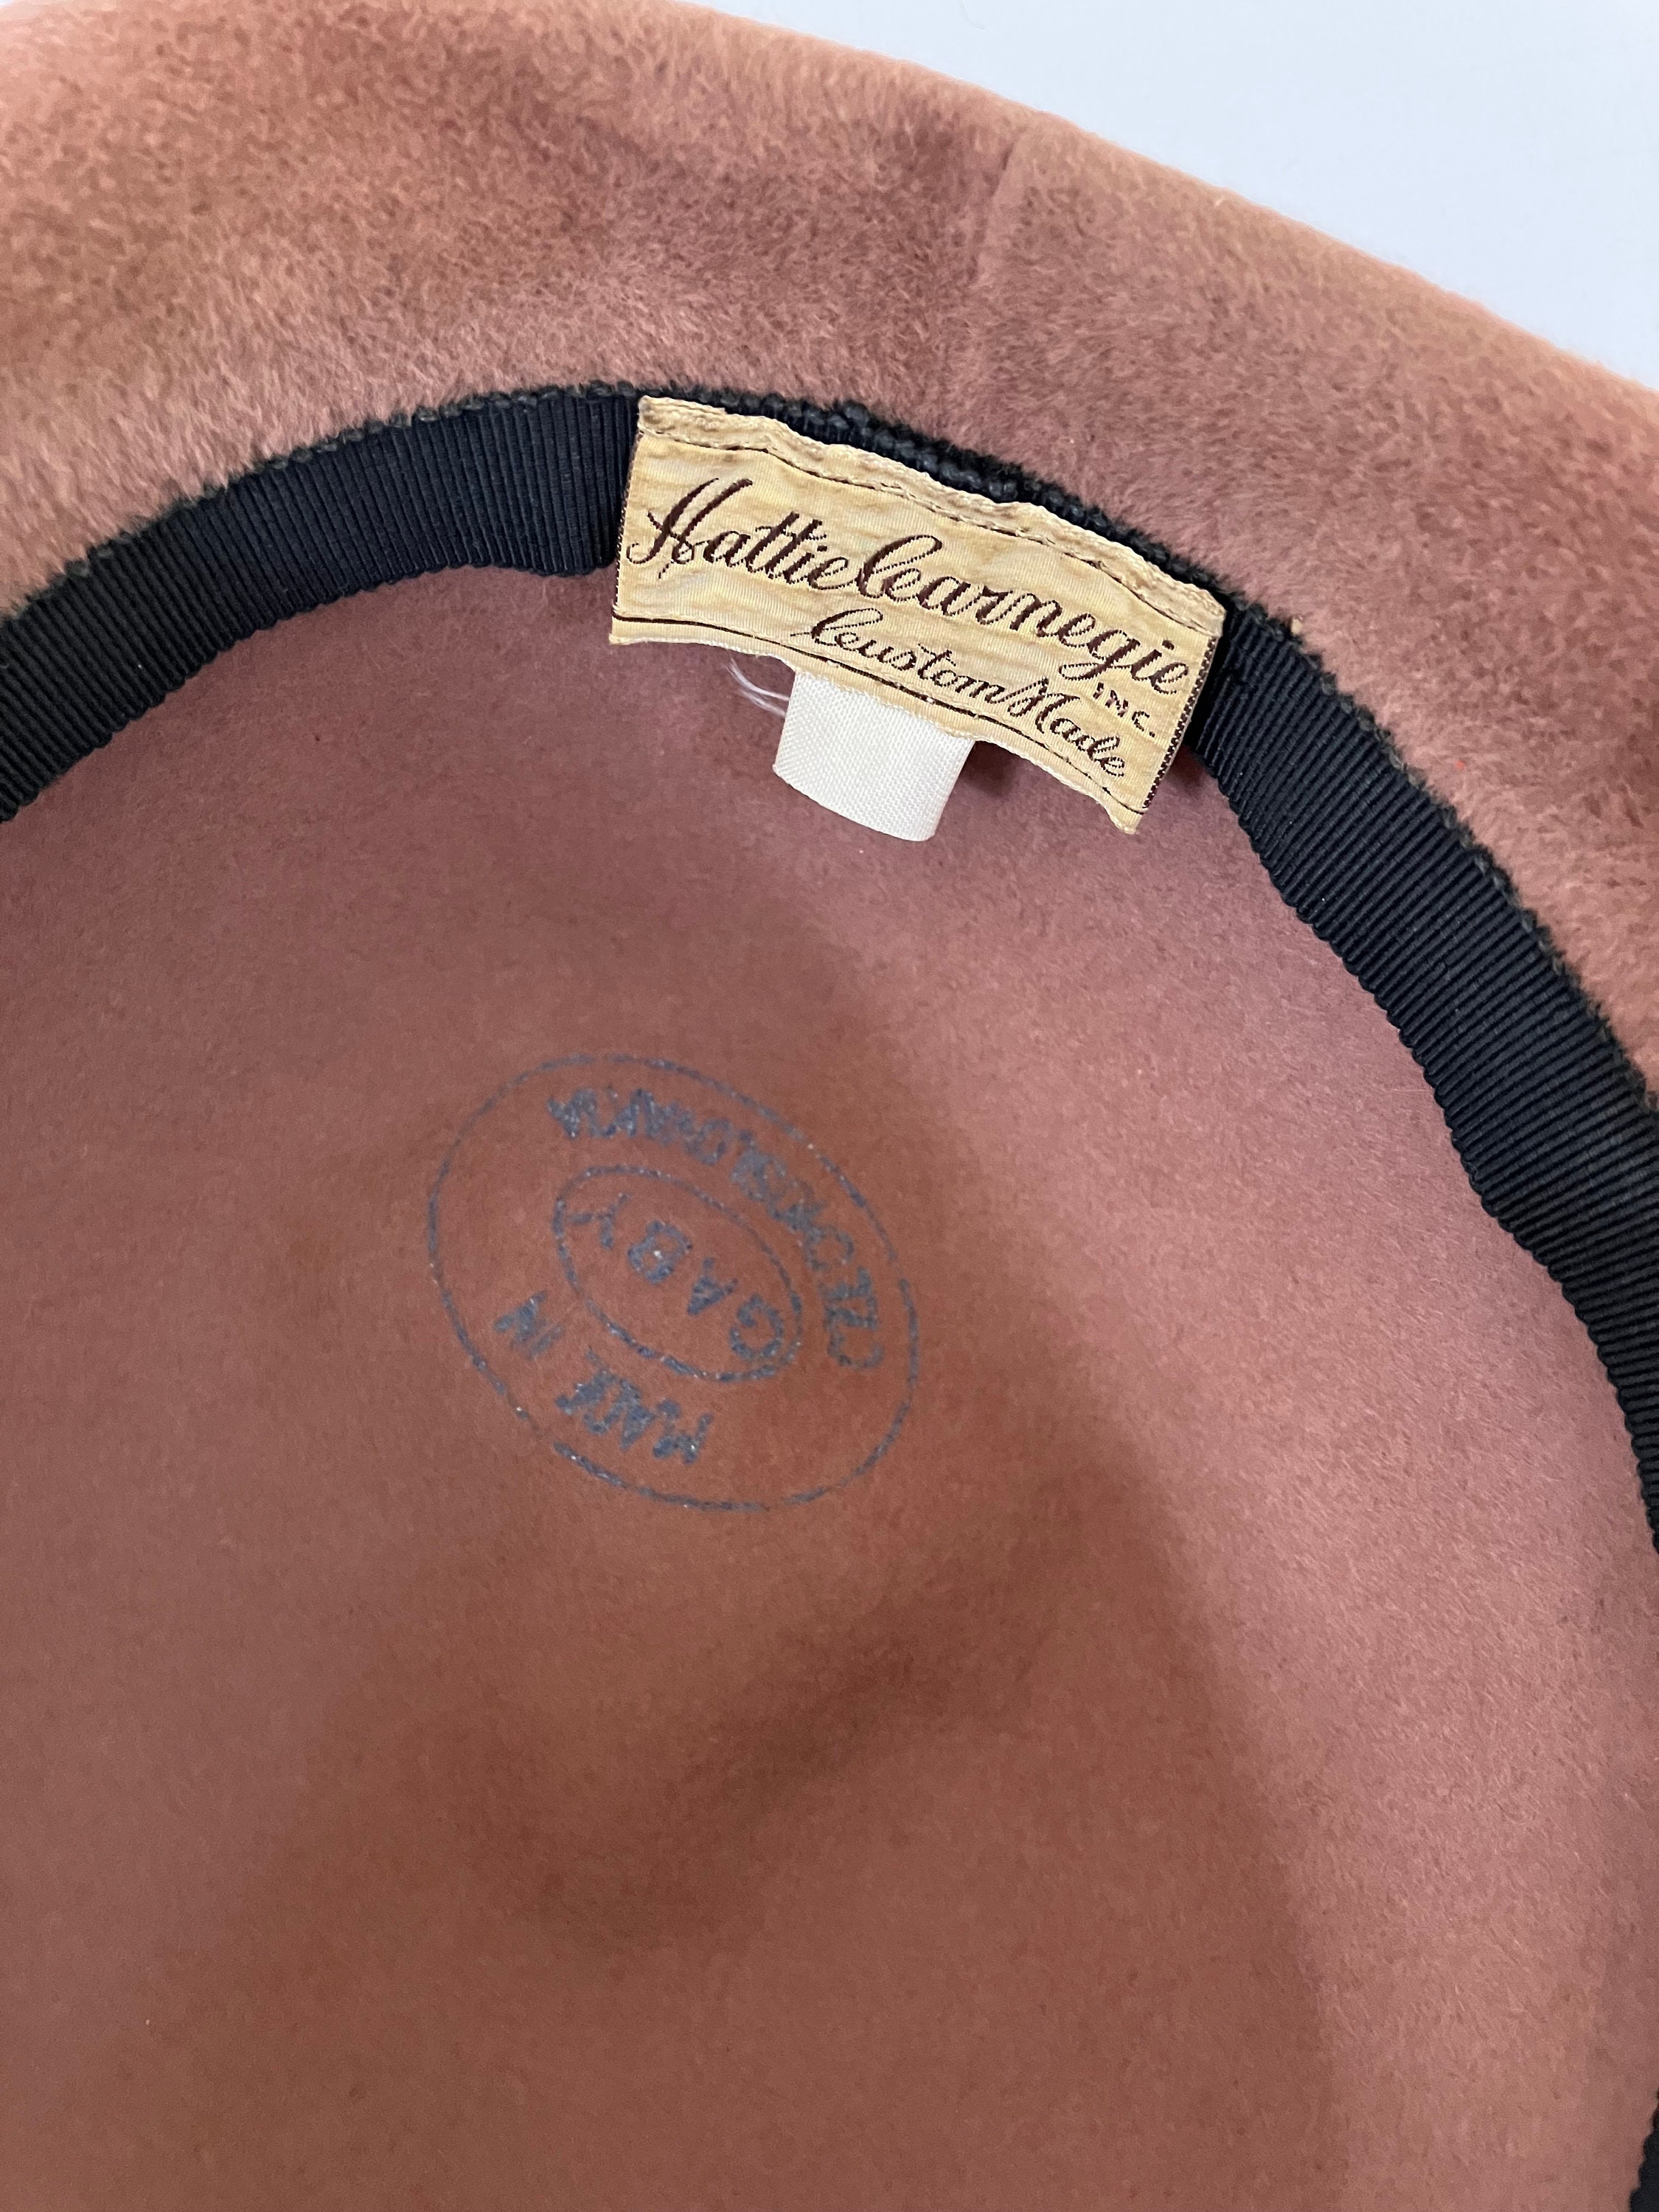 Hattie Carnegie
INC.
Custom Made
MADE IN
GABY
CZECHOSLOVAKIA